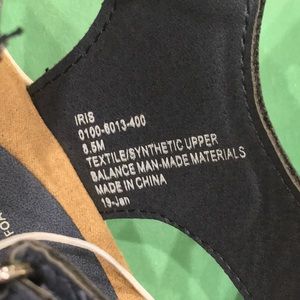 IRIS
0100-6013-400
8.5M
TEXTILE/SYNTHETIC UPPER
BALANCE MAN-MADE MATERIALS
MADE IN CHINA
19-Jan